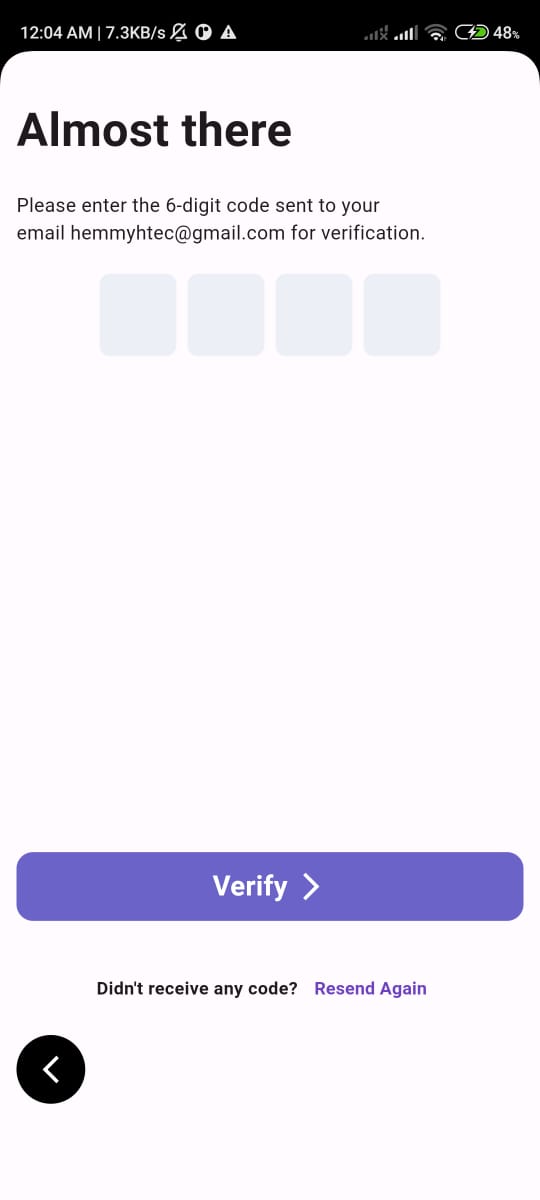 12:04 AM | 7.3KB/s 48%
Almost there
Please enter the 6-digit code sent to your
email hemmyhtec@gmail.com for verification.
Verify
Didn't receive any code? Resend Again